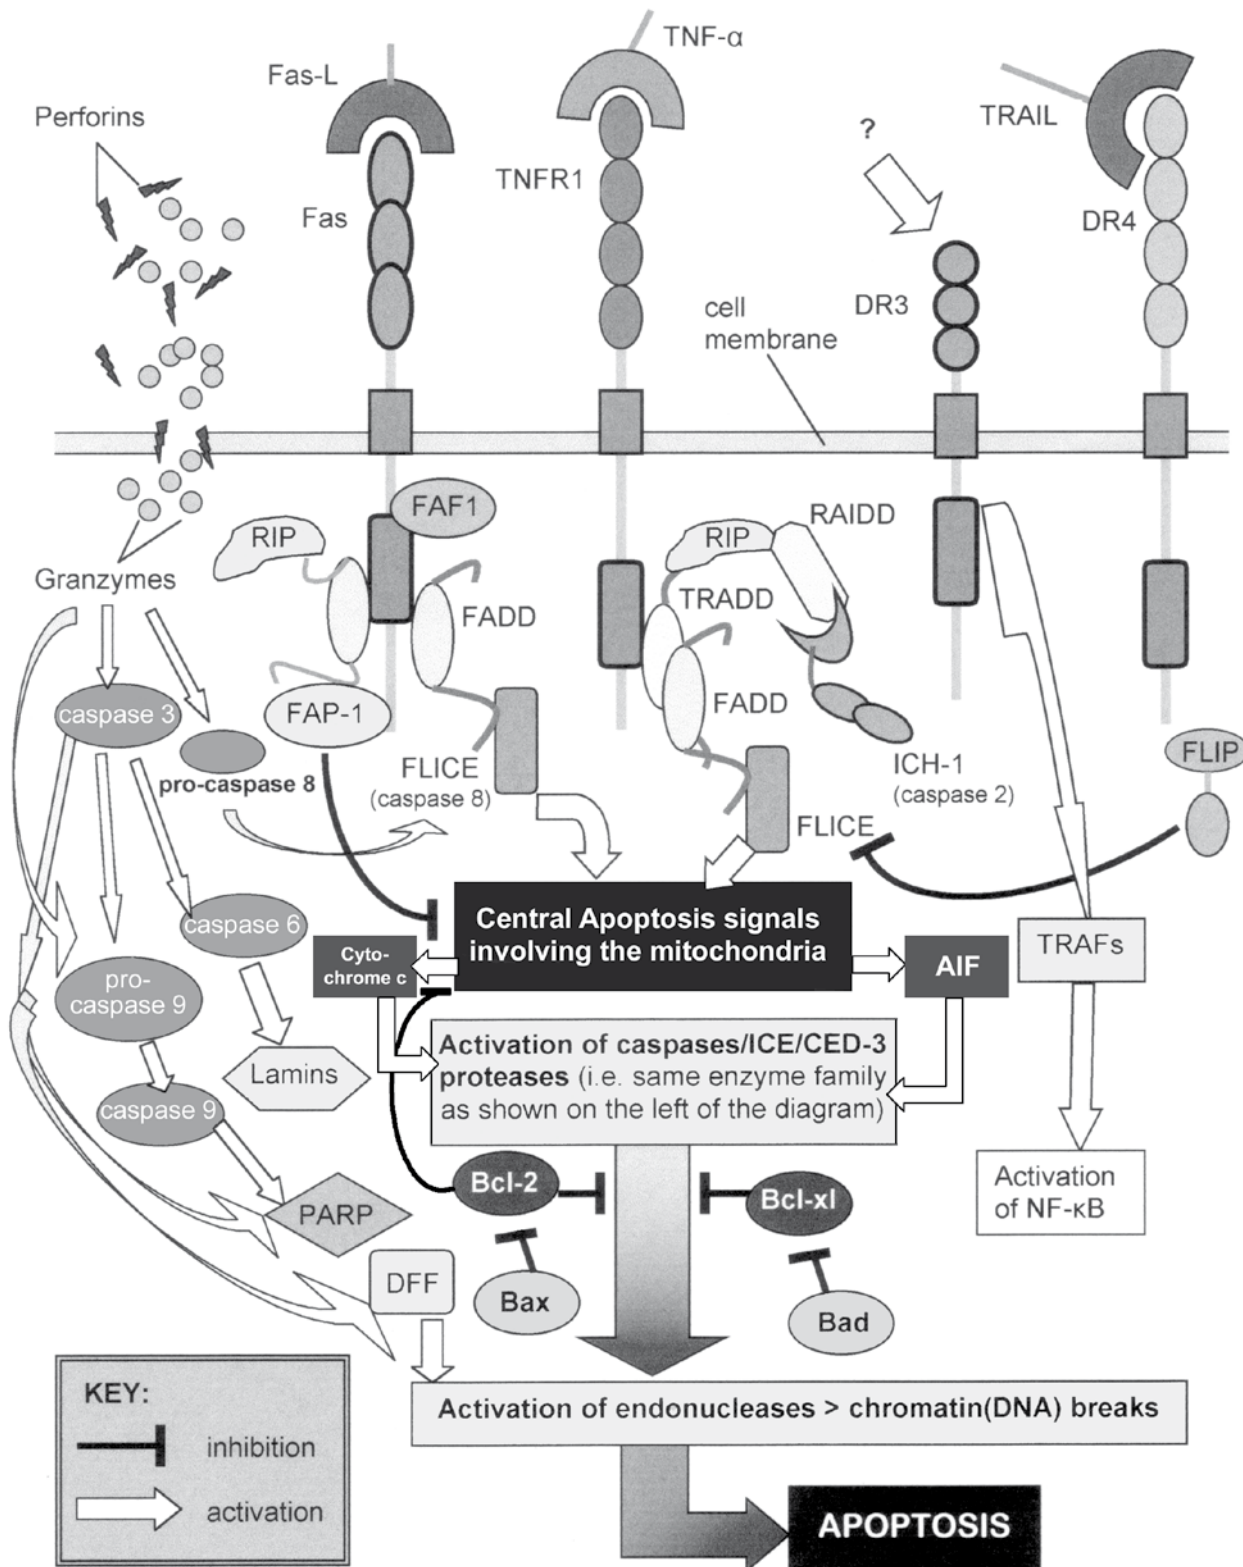 TNF-α
Fas-L
Perforins
TRAIL
?
TNFR1
Fas
DR4
DR3
cell
membrane
FAF1
RIP
RIP
RAIDD
Granzymes
FADD
TRADD
caspase 3
FAP-1
FADD
pro-caspase 8
FLICE
(caspase 8)
ICH-1
(caspase 2)
FLIP
FLICE
caspase 6
Central Apoptosis signals
involving the mitochondria
TRAFs
Cyto-
chrome c
AIF
pro-
caspase 9
Activation of caspases/ICE/CED-3
proteases (i.e. same enzyme family
as shown on the left of the diagram)
Lamins
caspase 9
Bcl-2
Bcl-xl
Activation
of NF-κB
PARP
DFF
Bax
Bad
KEY:
inhibition
activation
Activation of endonucleases > chromatin(DNA) breaks
APOPTOSIS